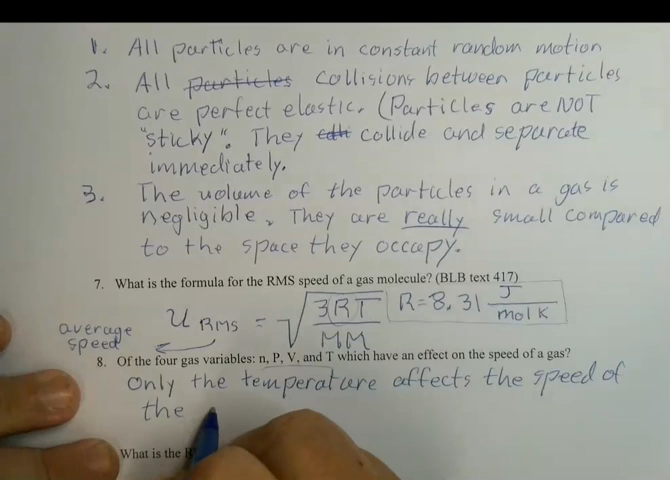 1. All particles are in constant random motion
2. All particles collisions between particles
are perfect elastic. (Particles are NOT
"sticky". They collide and separate
immediately.
3. The volume of the particles in a gas is
negligible. They are really small compared
to the space they occupy.
7. What is the formula for the RMS speed of a gas molecule? (BLB text 417)
average speed
u RMS = √(3RT/MM) R = 8.31 J/mol K
8. Of the four gas variables: n, P, V, and T which have an effect on the speed of a gas?
Only the temperature affects the speed of
the
What is the R